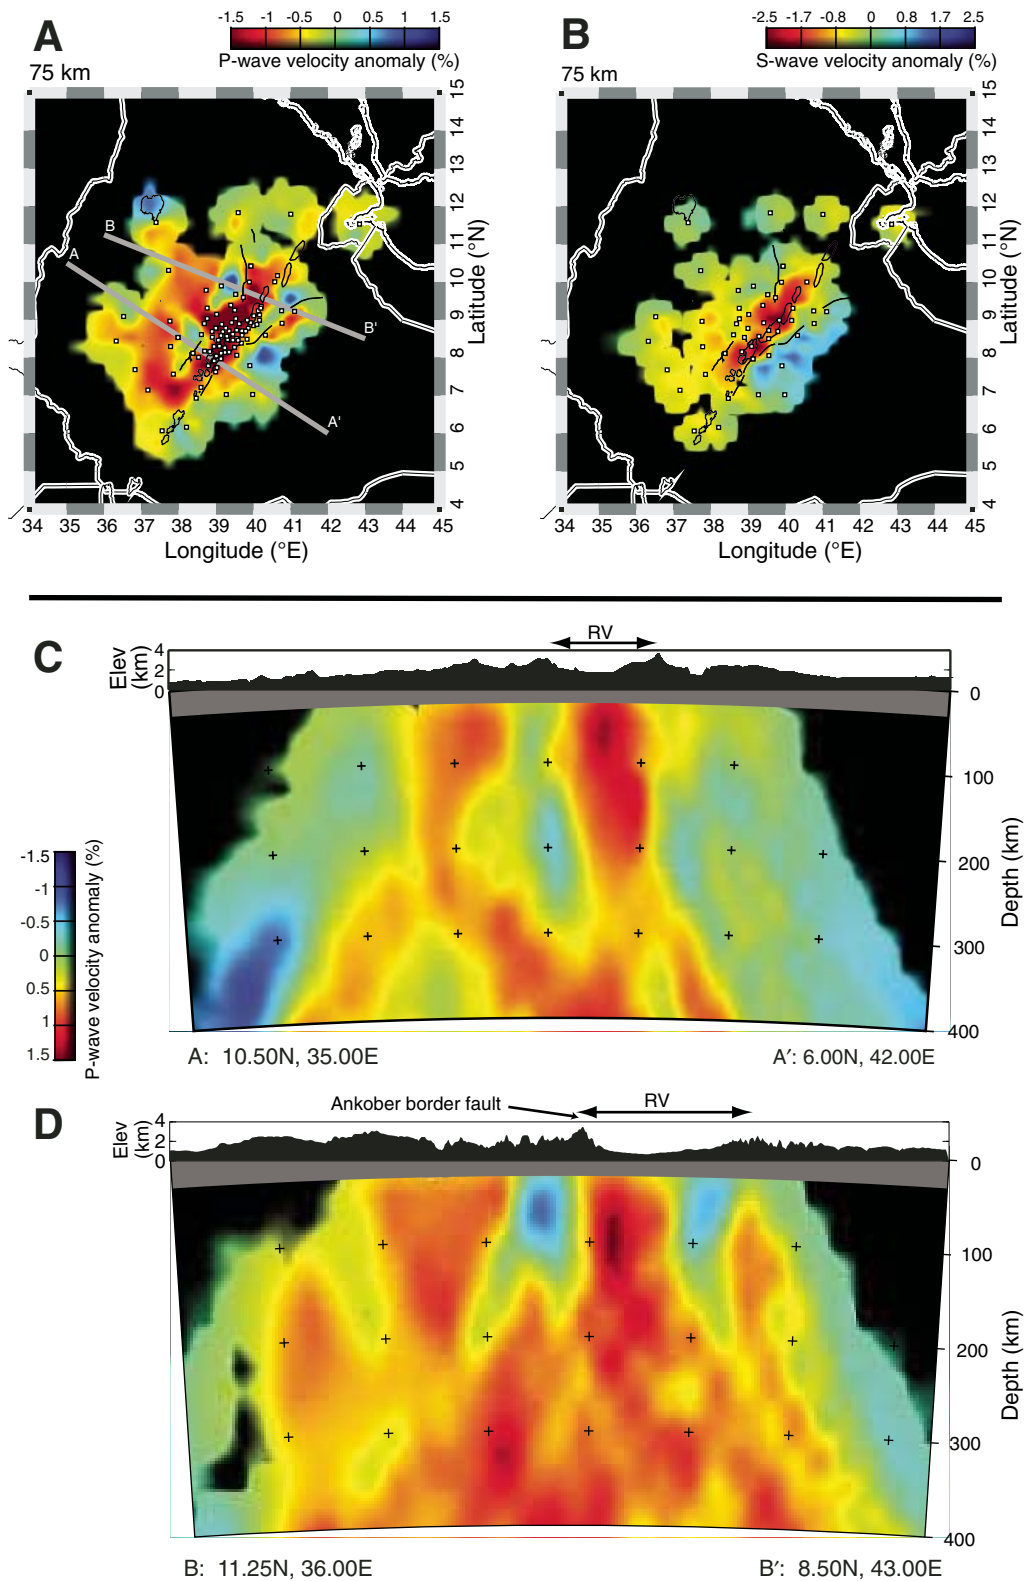 A
-1.5 -1 -0.5 0 0.5 1 1.5
P-wave velocity anomaly (%)
75 km
B
A
B'
A'
15
14
13
12
11
10
9
8
7
6
5
4
Latitude (°N)
34 35 36 37 38 39 40 41 42 43 44 45
Longitude (°E)
B
-2.5 -1.7 -0.8 0 0.8 1.7 2.5
S-wave velocity anomaly (%)
75 km
15
14
13
12
11
10
9
8
7
6
5
4
Latitude (°N)
34 35 36 37 38 39 40 41 42 43 44 45
Longitude (°E)
C
RV
Elev (km)
4
2
0
0
100
200
300
400
Depth (km)
A: 10.50N, 35.00E
A': 6.00N, 42.00E
-1.5
-1
-0.5
0
0.5
1
1.5
P-wave velocity anomaly (%)
D
Ankober border fault
RV
Elev (km)
4
2
0
0
100
200
300
400
Depth (km)
B: 11.25N, 36.00E
B': 8.50N, 43.00E